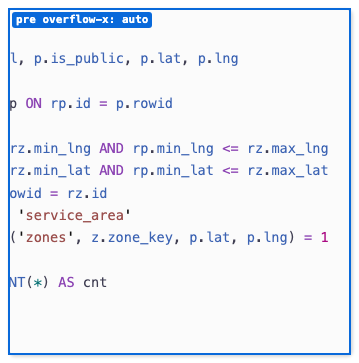 pre overflow-x: auto
l, p.is_public, p.lat, p.lng
p ON rp.id = p.rowid
rz.min_lng AND rp.min_lng <= rz.max_lng
rz.min_lat AND rp.min_lat <= rz.max_lat
owid = rz.id
'service_area'
('zones', z.zone_key, p.lat, p.lng) = 1
NT(*) AS cnt